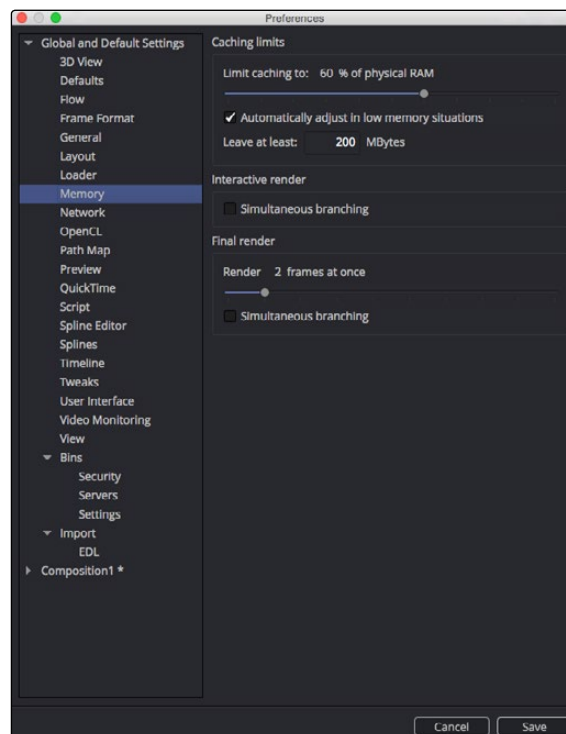 Preferences
Global and Default Settings
3D View
Defaults
Flow
Frame Format
General
Layout
Loader
Memory
Network
OpenCL
Path Map
Preview
QuickTime
Script
Spline Editor
Splines
Timeline
Tweaks
User Interface
Video Monitoring
View
Bins
Security
Servers
Settings
Import
EDL
Composition1 *
Caching limits
Limit caching to: 60 % of physical RAM
Automatically adjust in low memory situations
Leave at least: 200 MBytes
Interactive render
Simultaneous branching
Final render
Render 2 frames at once
Simultaneous branching
Cancel
Save